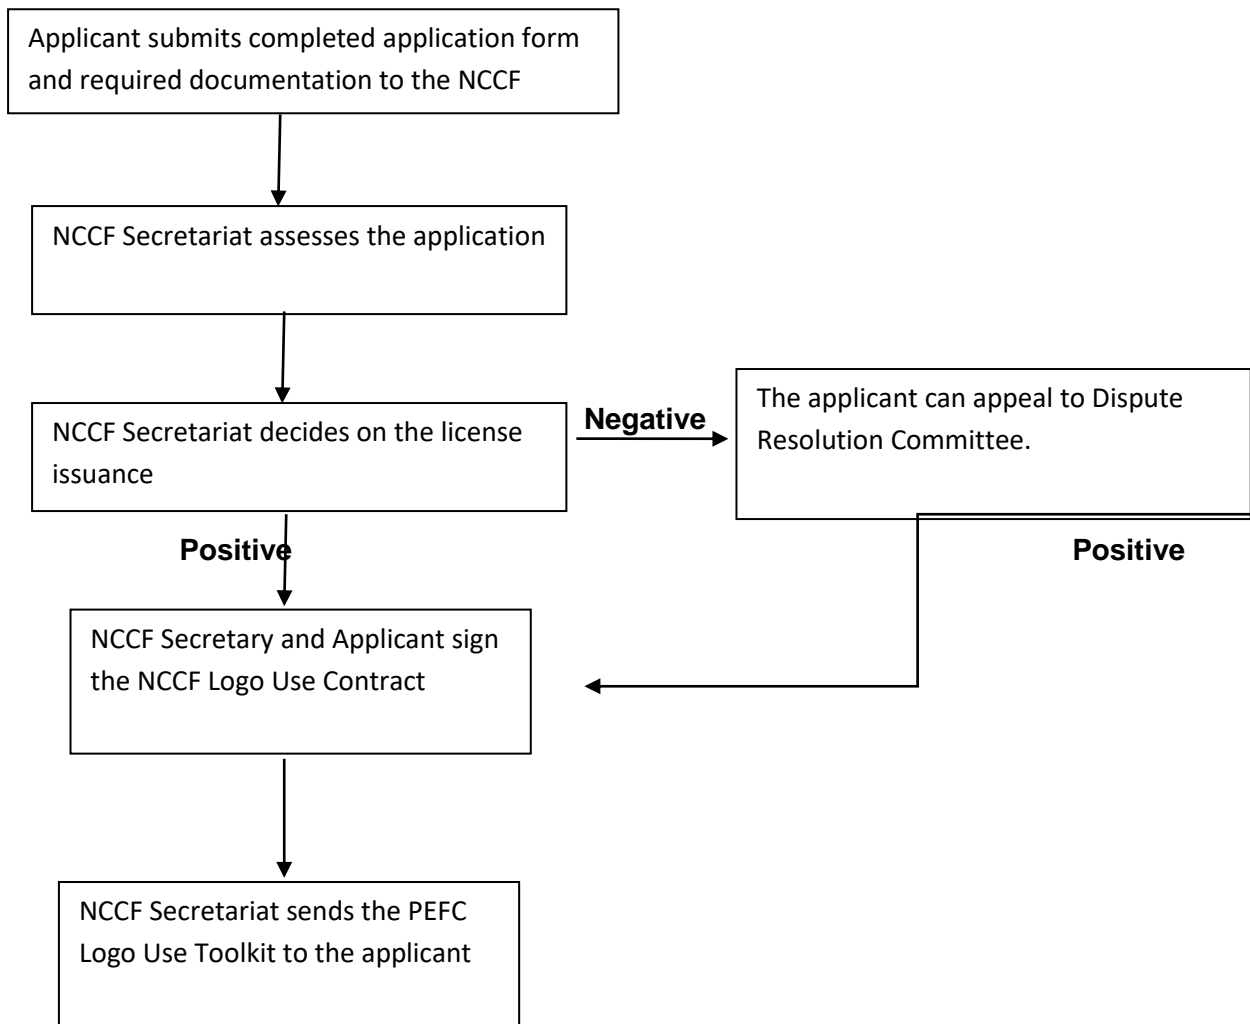 Applicant submits completed application form
and required documentation to the NCCF
NCCF Secretariat assesses the application
NCCF Secretariat decides on the license
issuance
Negative
The applicant can appeal to Dispute
Resolution Committee.
Positive
Positive
NCCF Secretary and Applicant sign
the NCCF Logo Use Contract
NCCF Secretariat sends the PEFC
Logo Use Toolkit to the applicant